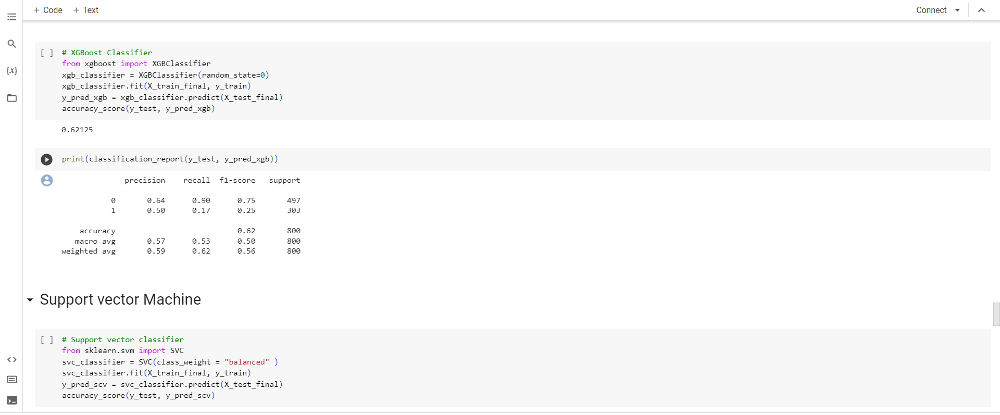 + Code + Text Connect
{x}
[ ] # XGBoost Classifier
from xgboost import XGBClassifier
xgb_classifier = XGBClassifier(random_state=0)
xgb_classifier.fit(X_train_final, y_train)
y_pred_xgb = xgb_classifier.predict(X_test_final)
accuracy_score(y_test, y_pred_xgb)
0.62125
print(classification_report(y_test, y_pred_xgb))
precision recall f1-score support
0 0.64 0.90 0.75 497
1 0.50 0.17 0.25 303
accuracy 0.62 800
macro avg 0.57 0.53 0.50 800
weighted avg 0.59 0.62 0.56 800
Support vector Machine
[ ] # Support vector classifier
from sklearn.svm import SVC
svc_classifier = SVC(class_weight = "balanced" )
svc_classifier.fit(X_train_final, y_train)
y_pred_scv = svc_classifier.predict(X_test_final)
accuracy_score(y_test, y_pred_scv)